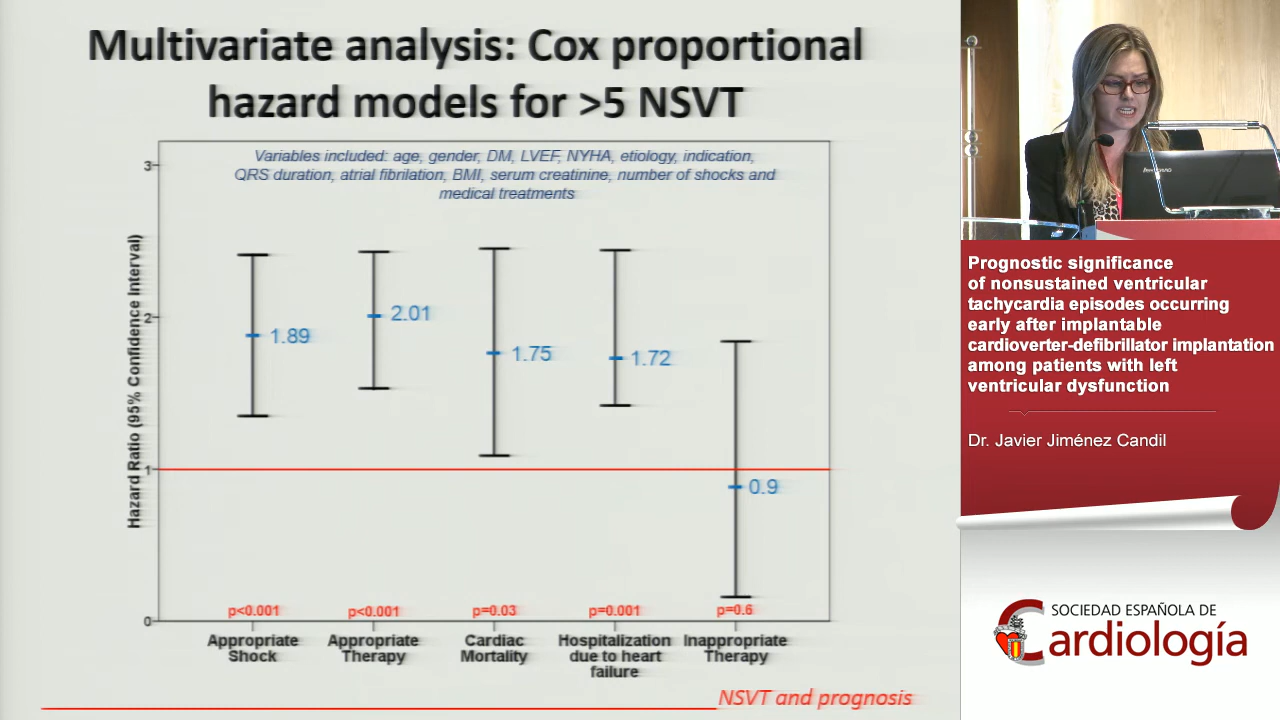 Multivariate analysis: Cox proportional
hazard models for >5 NSVT
Variables included: age, gender, DM, LVEF, NYHA, etiology, indication,
QRS duration, atrial fibrilation, BMI, serum creatinine, number of shocks and
medical treatments
Hazard Ratio (95% Confidence Interval)
3
2
1
0
1.89
2.01
1.75
1.72
0.9
p<0.001
p<0.001
p=0.03
p=0.001
p=0.6
Appropriate
Shock
Appropriate
Therapy
Cardiac
Mortality
Hospitalization
due to heart
failure
Inappropriate
Therapy
NSVT and prognosis
Prognostic significance
of nonsustained ventricular
tachycardia episodes occurring
early after implantable
cardioverter-defibrillator implantation
among patients with left
ventricular dysfunction
Dr. Javier Jiménez Candil
SOCIEDAD ESPAÑOLA DE
Cardiología